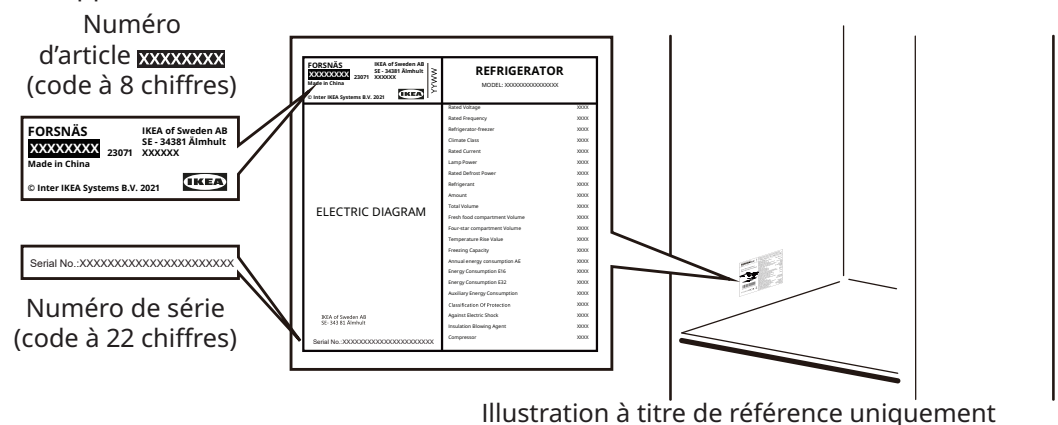 Numéro
d’article XXXXXXXX
(code à 8 chiffres)
FORSNÄS
IKEA of Sweden AB
SE - 34381 Älmhult
XXXXXXXX 23071 XXXXXX
Made in China
© Inter IKEA Systems B.V. 2021
IKEA
Serial No.:XXXXXXXXXXXXXXXXXXXXXX
Numéro de série
(code à 22 chiffres)
FORSNÄS
IKEA of Sweden AB
SE - 34381 Älmhult
XXXXXXXX 23071 XXXXXX
Made in China
© Inter IKEA Systems B.V. 2021
IKEA
YYWW
REFRIGERATOR
MODEL: XXXXXXXXXXXXXXXX
Rated Voltage XXXX
Rated Frequency XXXX
Refrigerator-freezer XXXX
Climate Class XXXX
Rated Current XXXX
Lamp Power XXXX
Rated Defrost Power XXXX
Refrigerant XXXX
Amount XXXX
Total Volume XXXX
Fresh food compartment Volume XXXX
Four-star compartment Volume XXXX
Temperature Rise Value XXXX
Freezing Capacity XXXX
Annual energy consumption AE XXXX
Energy Consumption E16 XXXX
Energy Consumption E32 XXXX
Auxiliary Energy Consumption XXXX
Classification Of Protection XXXX
Against Electric Shock XXXX
Insulation Blowing Agent XXXX
Compressor XXXX
ELECTRIC DIAGRAM
IKEA of Sweden AB
SE- 343 81 Älmhult
Serial No.:XXXXXXXXXXXXXXXXXXXXXX
Illustration à titre de référence uniquement